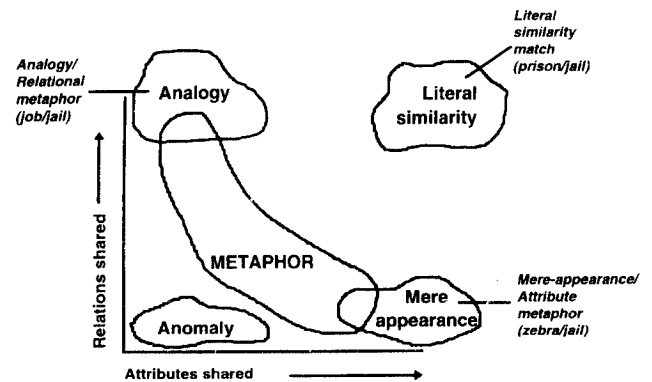 Analogy/
Relational
metaphor
(job/jail)
Analogy
Literal
similarity
Literal
similarity
match
(prison/jail)
Relations shared
METAPHOR
Anomaly
Mere
appearance
Mere-appearance/
Attribute
metaphor
(zebra/jail)
Attributes shared